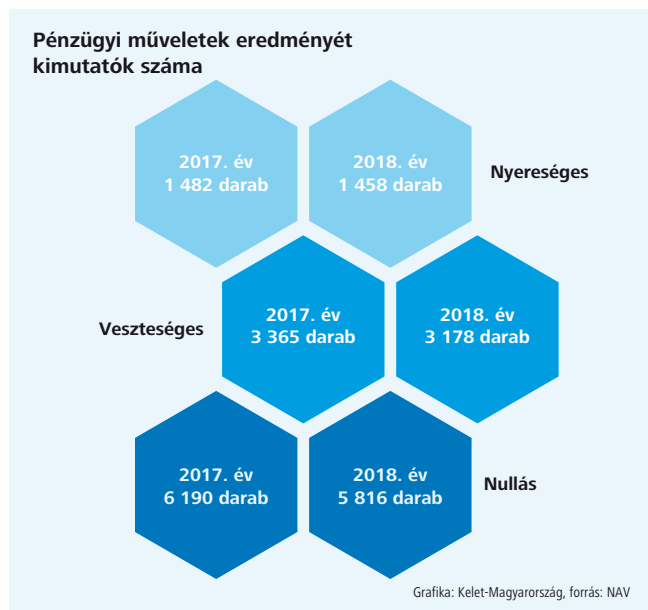 Pénzügyi műveletek eredményét
kimutatók száma
2017. év
1 482 darab
2018. év
1 458 darab
Nyereséges
Veszteséges
2017. év
3 365 darab
2018. év
3 178 darab
2017. év
6 190 darab
2018. év
5 816 darab
Nullás
Grafika: Kelet-Magyarország, forrás: NAV